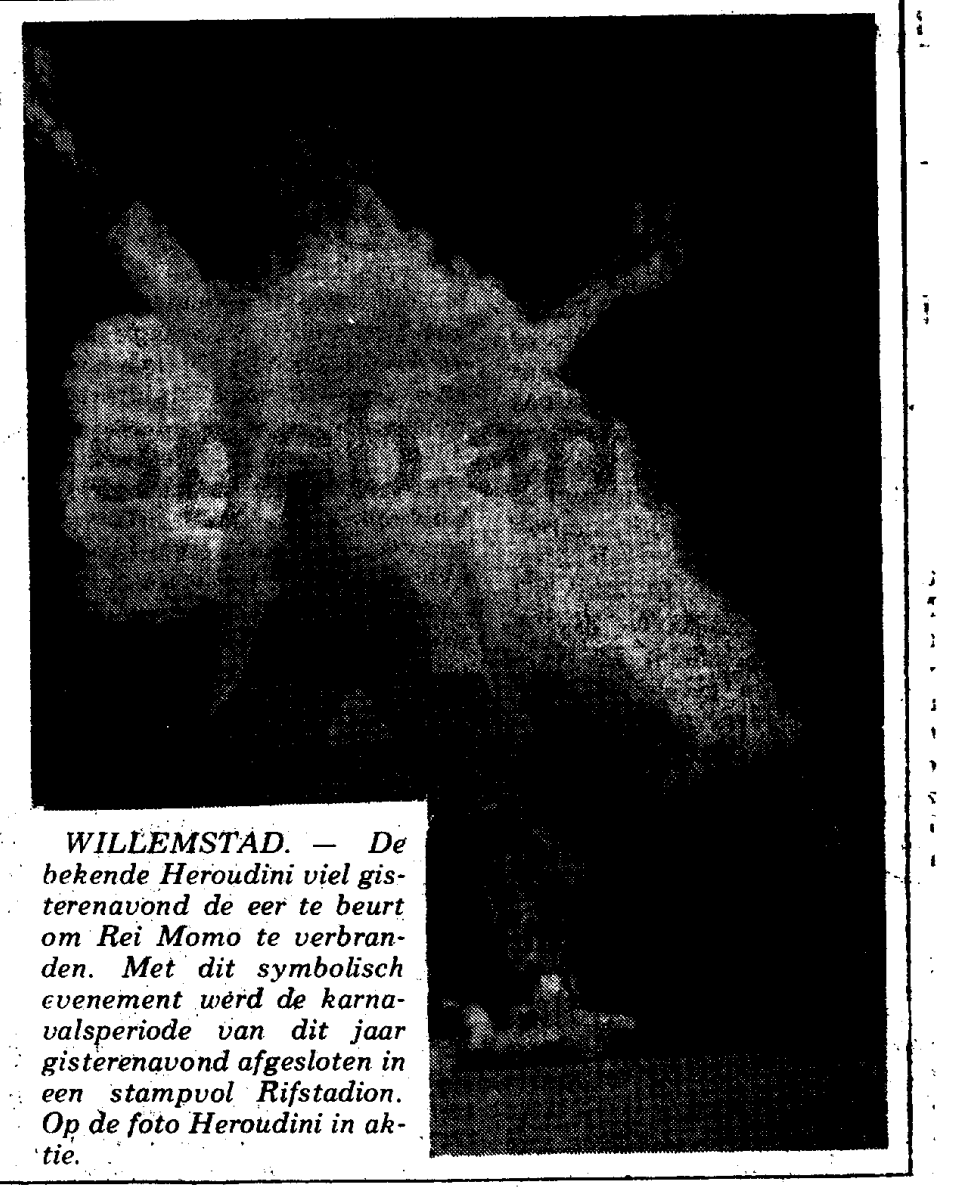 WILLEMSTAD. — De
bekende Heroudini viel gis-
terenavond de eer te beurt
om Rei Momo te verbran-
den. Met dit symbolisch
evenement werd de karna-
valsperiode van dit jaar
gisterenavond afgesloten in
een stampvol Rifstadion.
Op de foto Heroudini in ak-
tie.